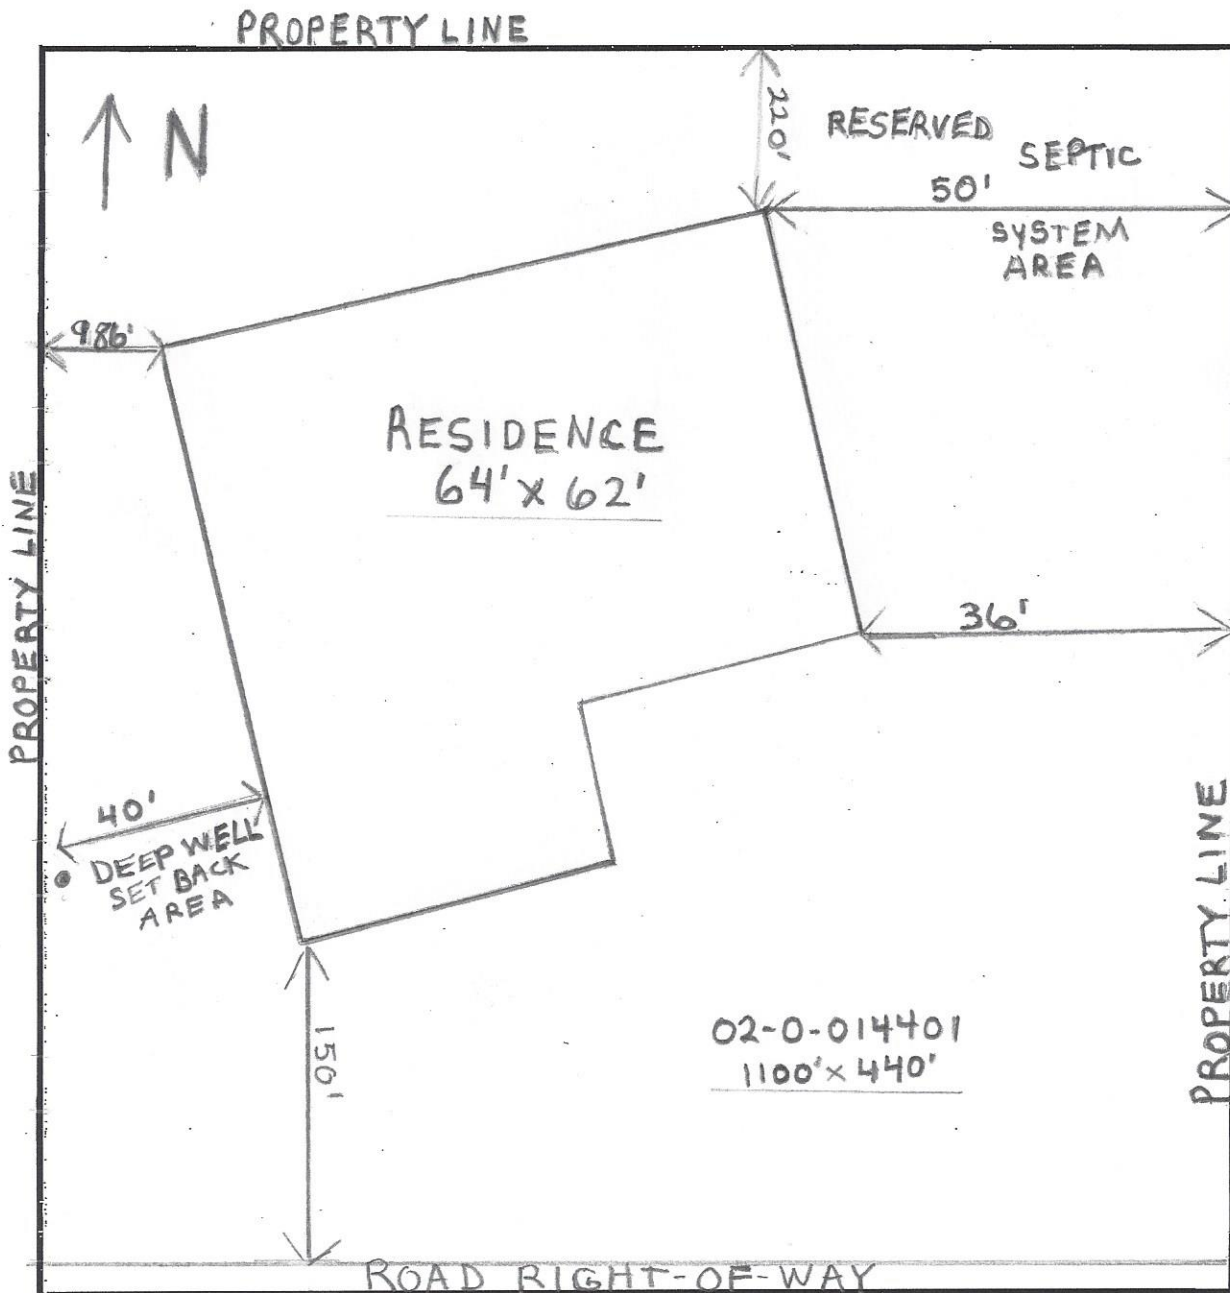 PROPERTY LINE
N
220'
RESERVED
SEPTIC
50'
SYSTEM
AREA
986'
RESIDENCE
64' x 62'
PROPERTY LINE
36'
40'
DEEP WELL
SET BACK
AREA
PROPERTY LINE
150'
02-0-014401
1100' x 440'
ROAD RIGHT-OF-WAY